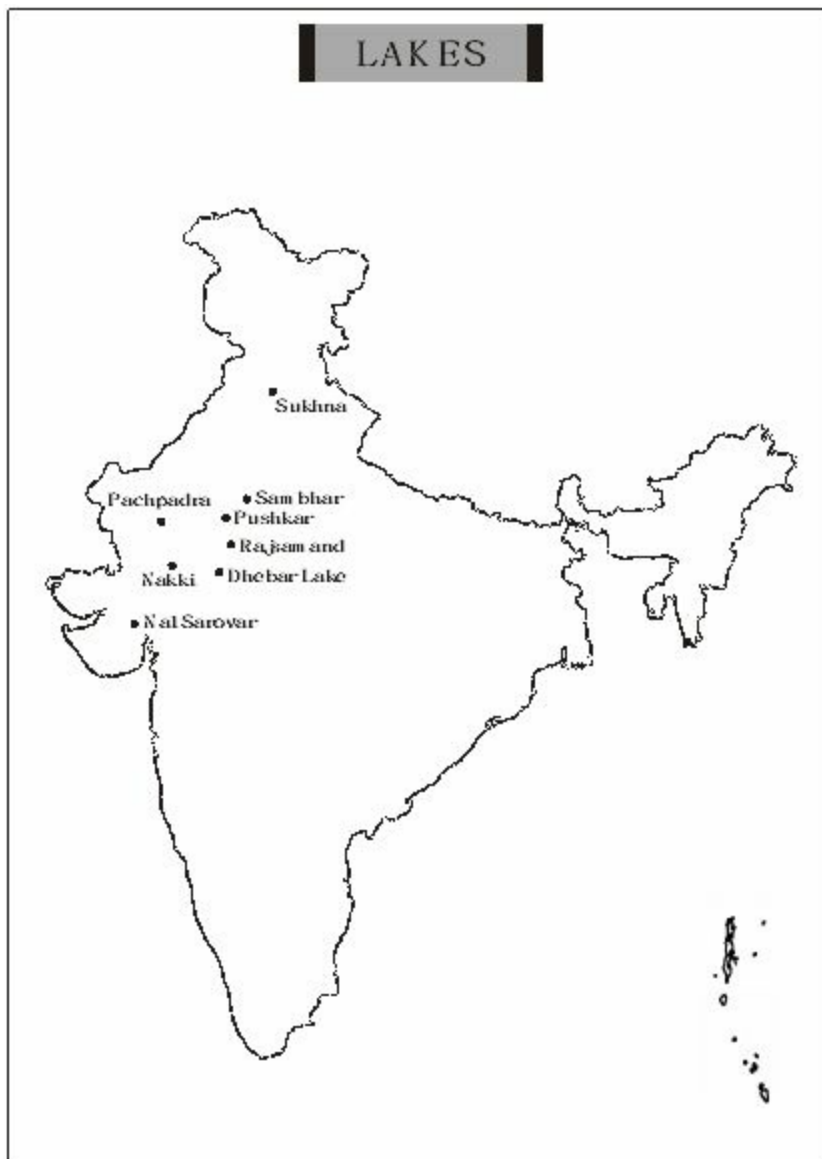 LAKES
Sukhna
Pachpadra
Sambhar
Pushkar
Rajsamand
Nakki
Dhebar Lake
Nal Sarovar